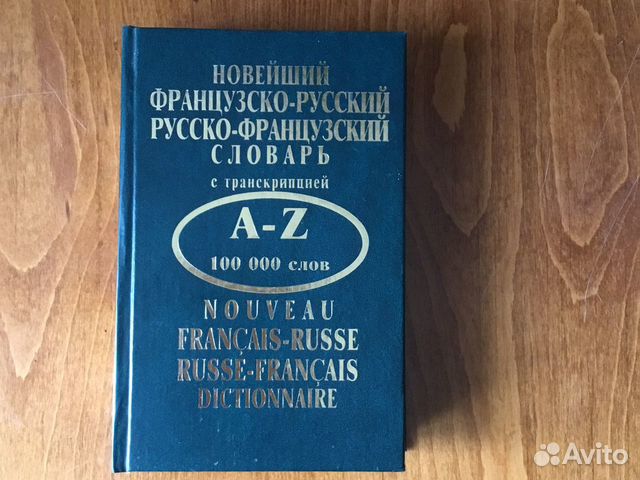 НОВЕЙШИЙ
ФРАНЦУЗСКО-РУССКИЙ
РУССКО-ФРАНЦУЗСКИЙ
СЛОВАРЬ
с транскрипцией
A-Z
100 000 слов
NOUVEAU
FRANÇAIS-RUSSE
RUSSE-FRANÇAIS
DICTIONNAIRE
Avito